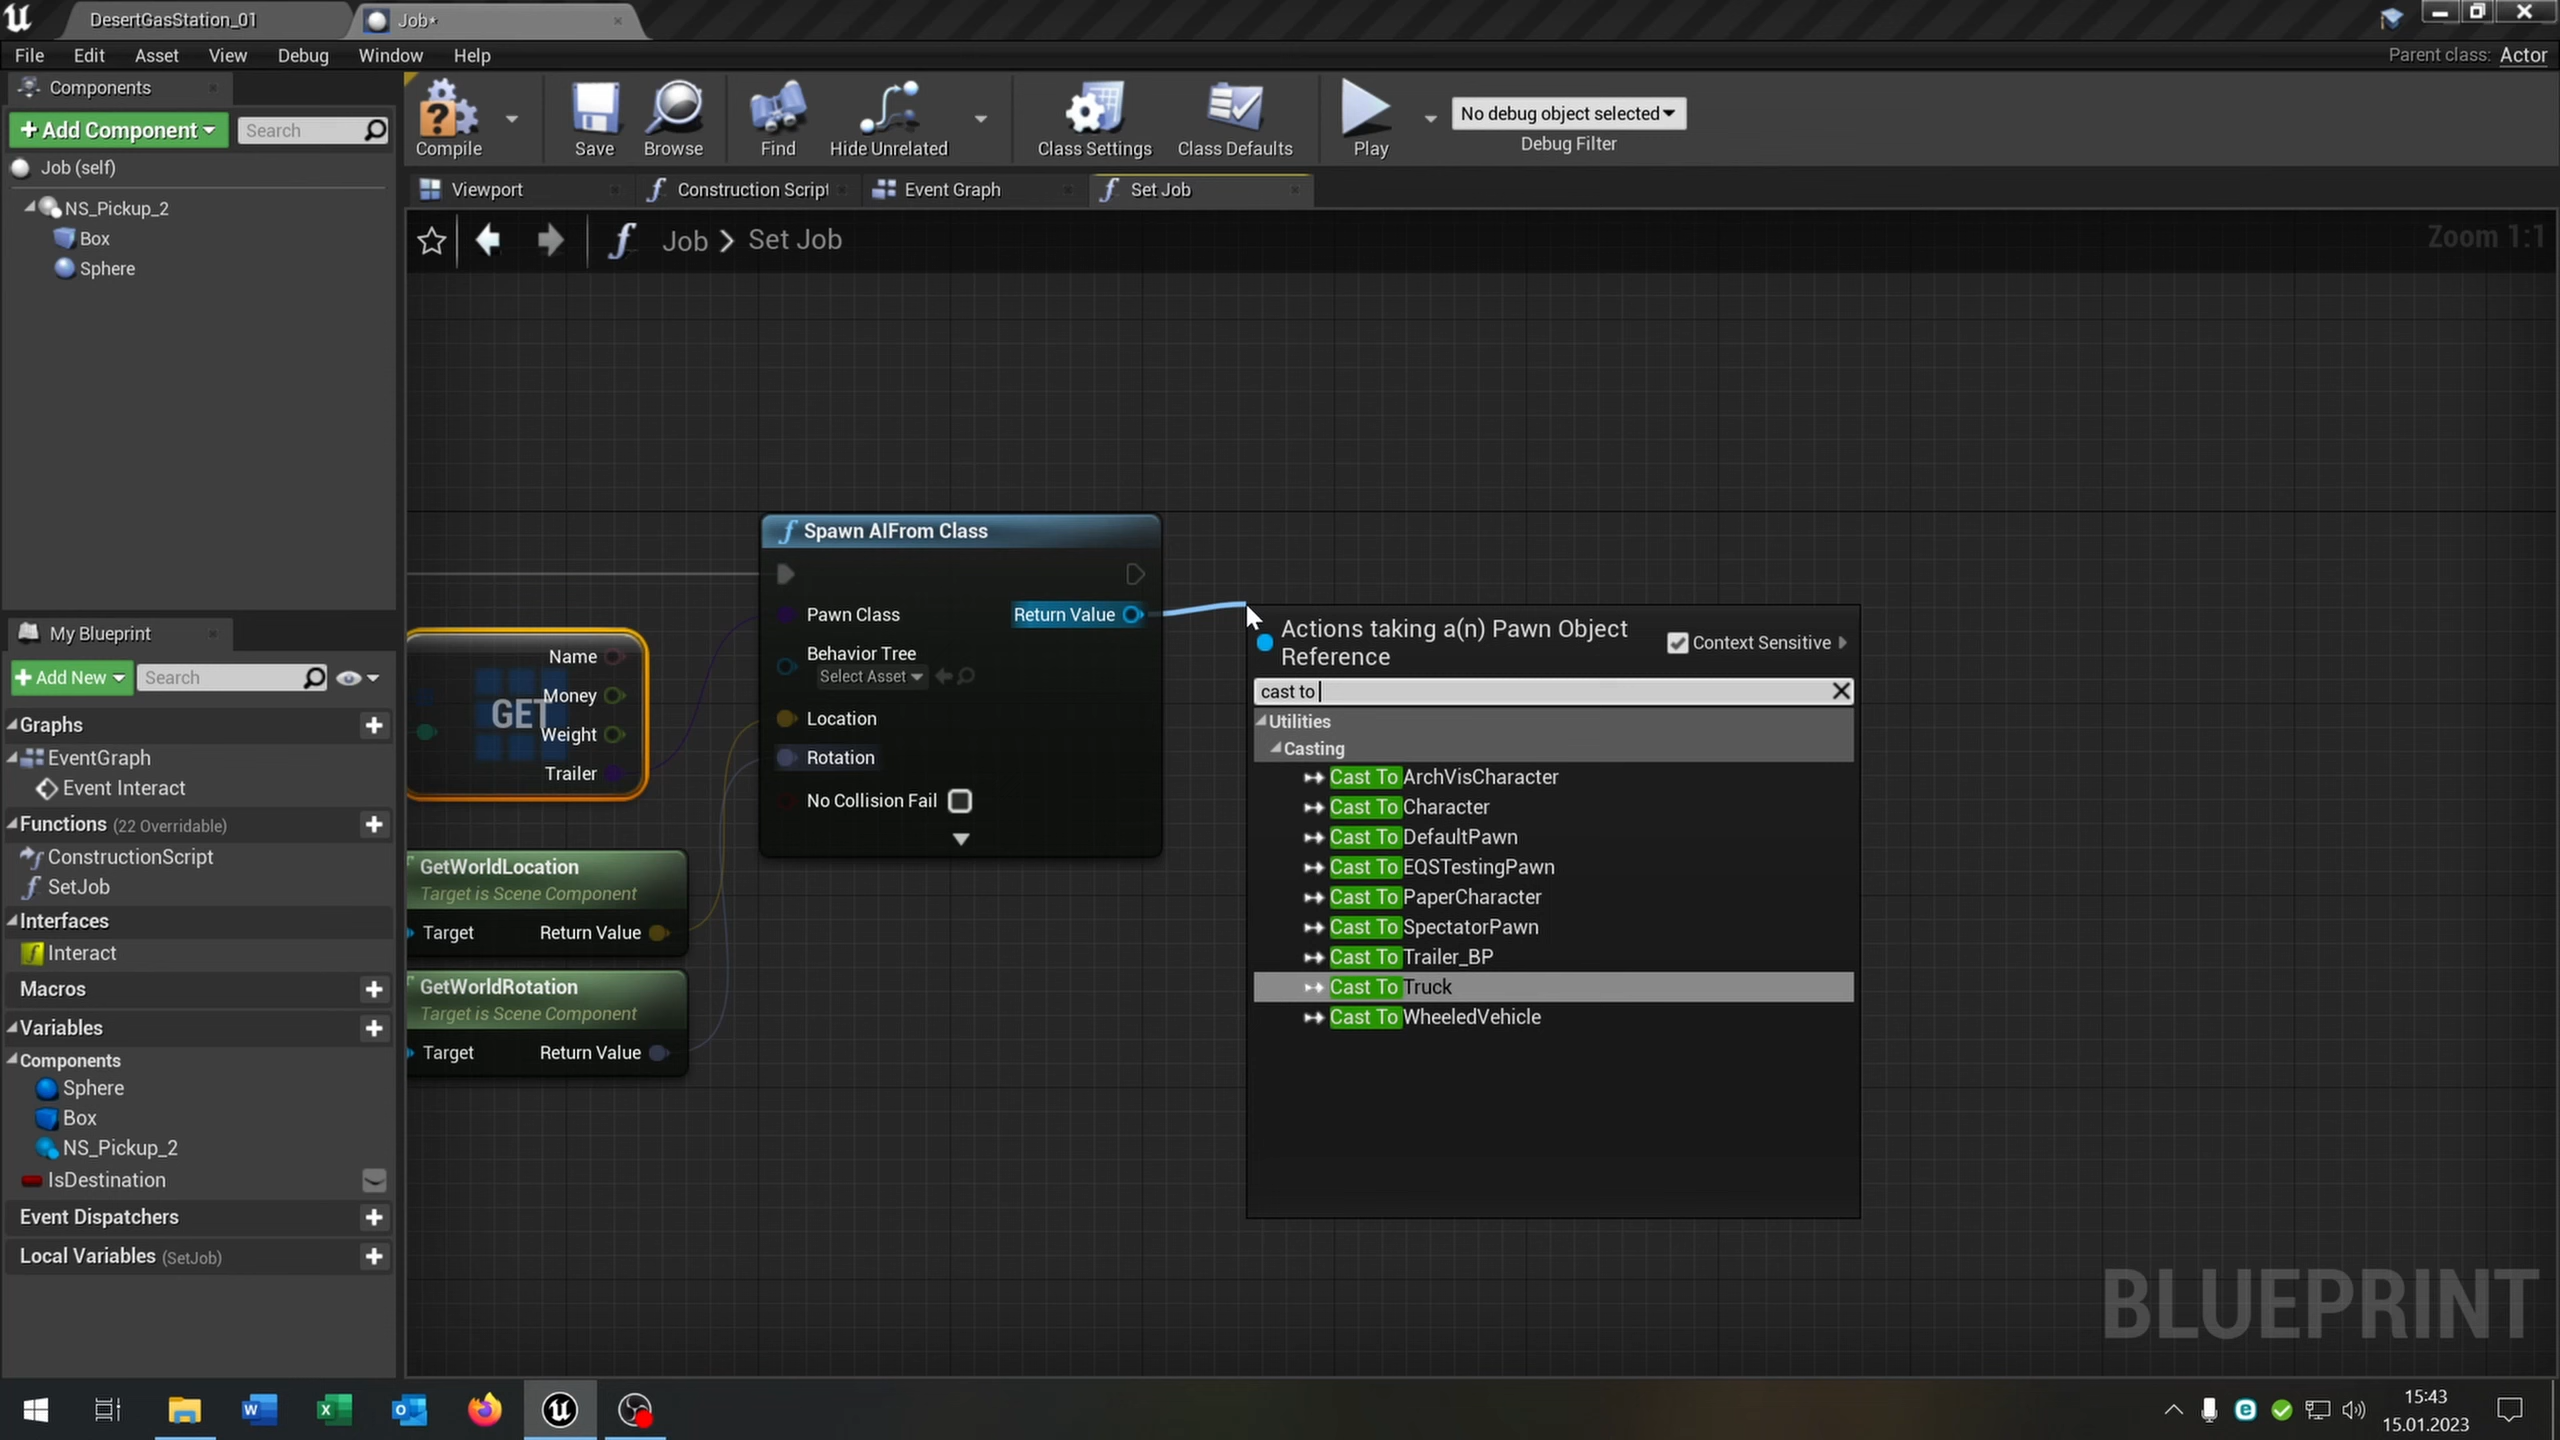 DesertGasStation_01
Job*
File Edit Asset View Debug Window Help
Parent class: Actor
Components
Add Component
Search
Job (self)
NS_Pickup_2
Box
Sphere
Compile
Save
Browse
Find
Hide Unrelated
Class Settings
Class Defaults
Play
No debug object selected
Debug Filter
Viewport
Construction Script
Event Graph
Set Job
Job > Set Job
Zoom 1:1
My Blueprint
Add New
Search
Graphs
EventGraph
Event Interact
Functions (22 Overridable)
ConstructionScript
SetJob
Interfaces
Interact
Macros
Variables
Components
Sphere
Box
NS_Pickup_2
IsDestination
Event Dispatchers
Local Variables (SetJob)
GET
Name
Money
Weight
Trailer
GetWorldLocation
Target is Scene Component
Target Return Value
GetWorldRotation
Target is Scene Component
Target Return Value
Spawn AIFrom Class
Pawn Class
Return Value
Behavior Tree
Select Asset
Location
Rotation
No Collision Fail
Actions taking a(n) Pawn Object
Reference
Context Sensitive
cast to
Utilities
Casting
Cast To ArchVisCharacter
Cast To Character
Cast To DefaultPawn
Cast To EQSTestingPawn
Cast To PaperCharacter
Cast To SpectatorPawn
Cast To Trailer_BP
Cast To Truck
Cast To WheeledVehicle
BLUEPRINT
15:43
15.01.2023